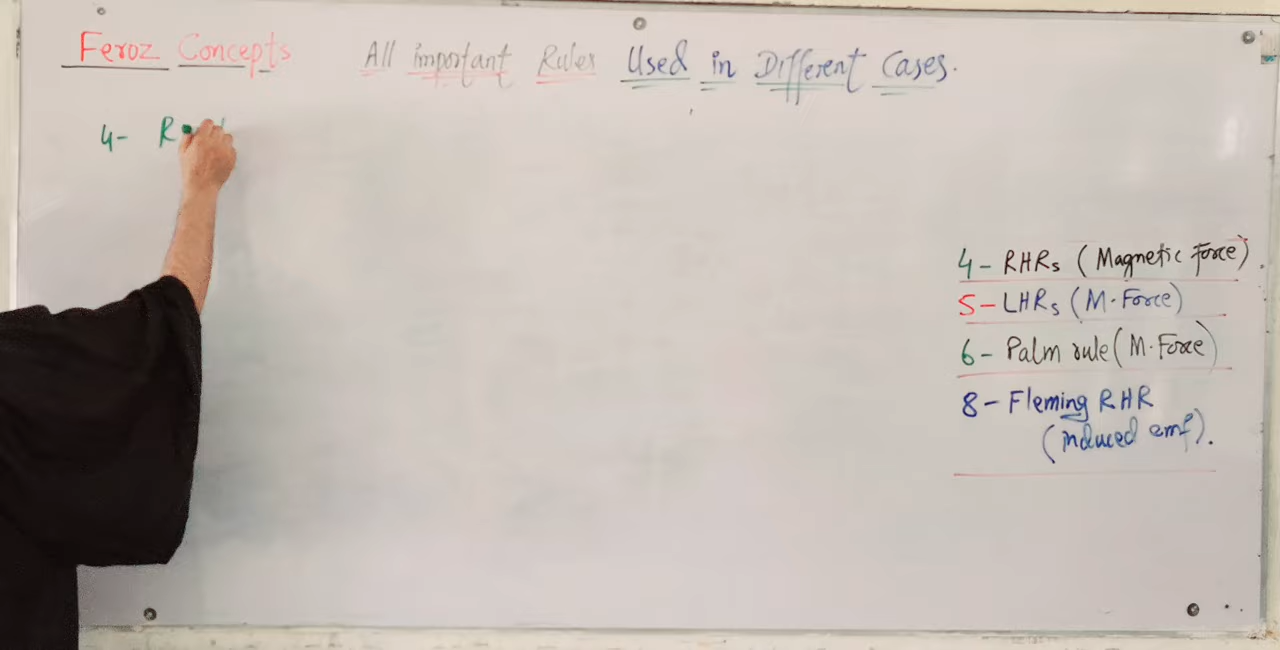 Feroz Concepts All important Rules Used in Different Cases.
4- R
4- RHRs (Magnetic Force).
5- LHRs (M.Force)
6- Palm rule (M.Force)
8- Fleming RHR
(induced emf).